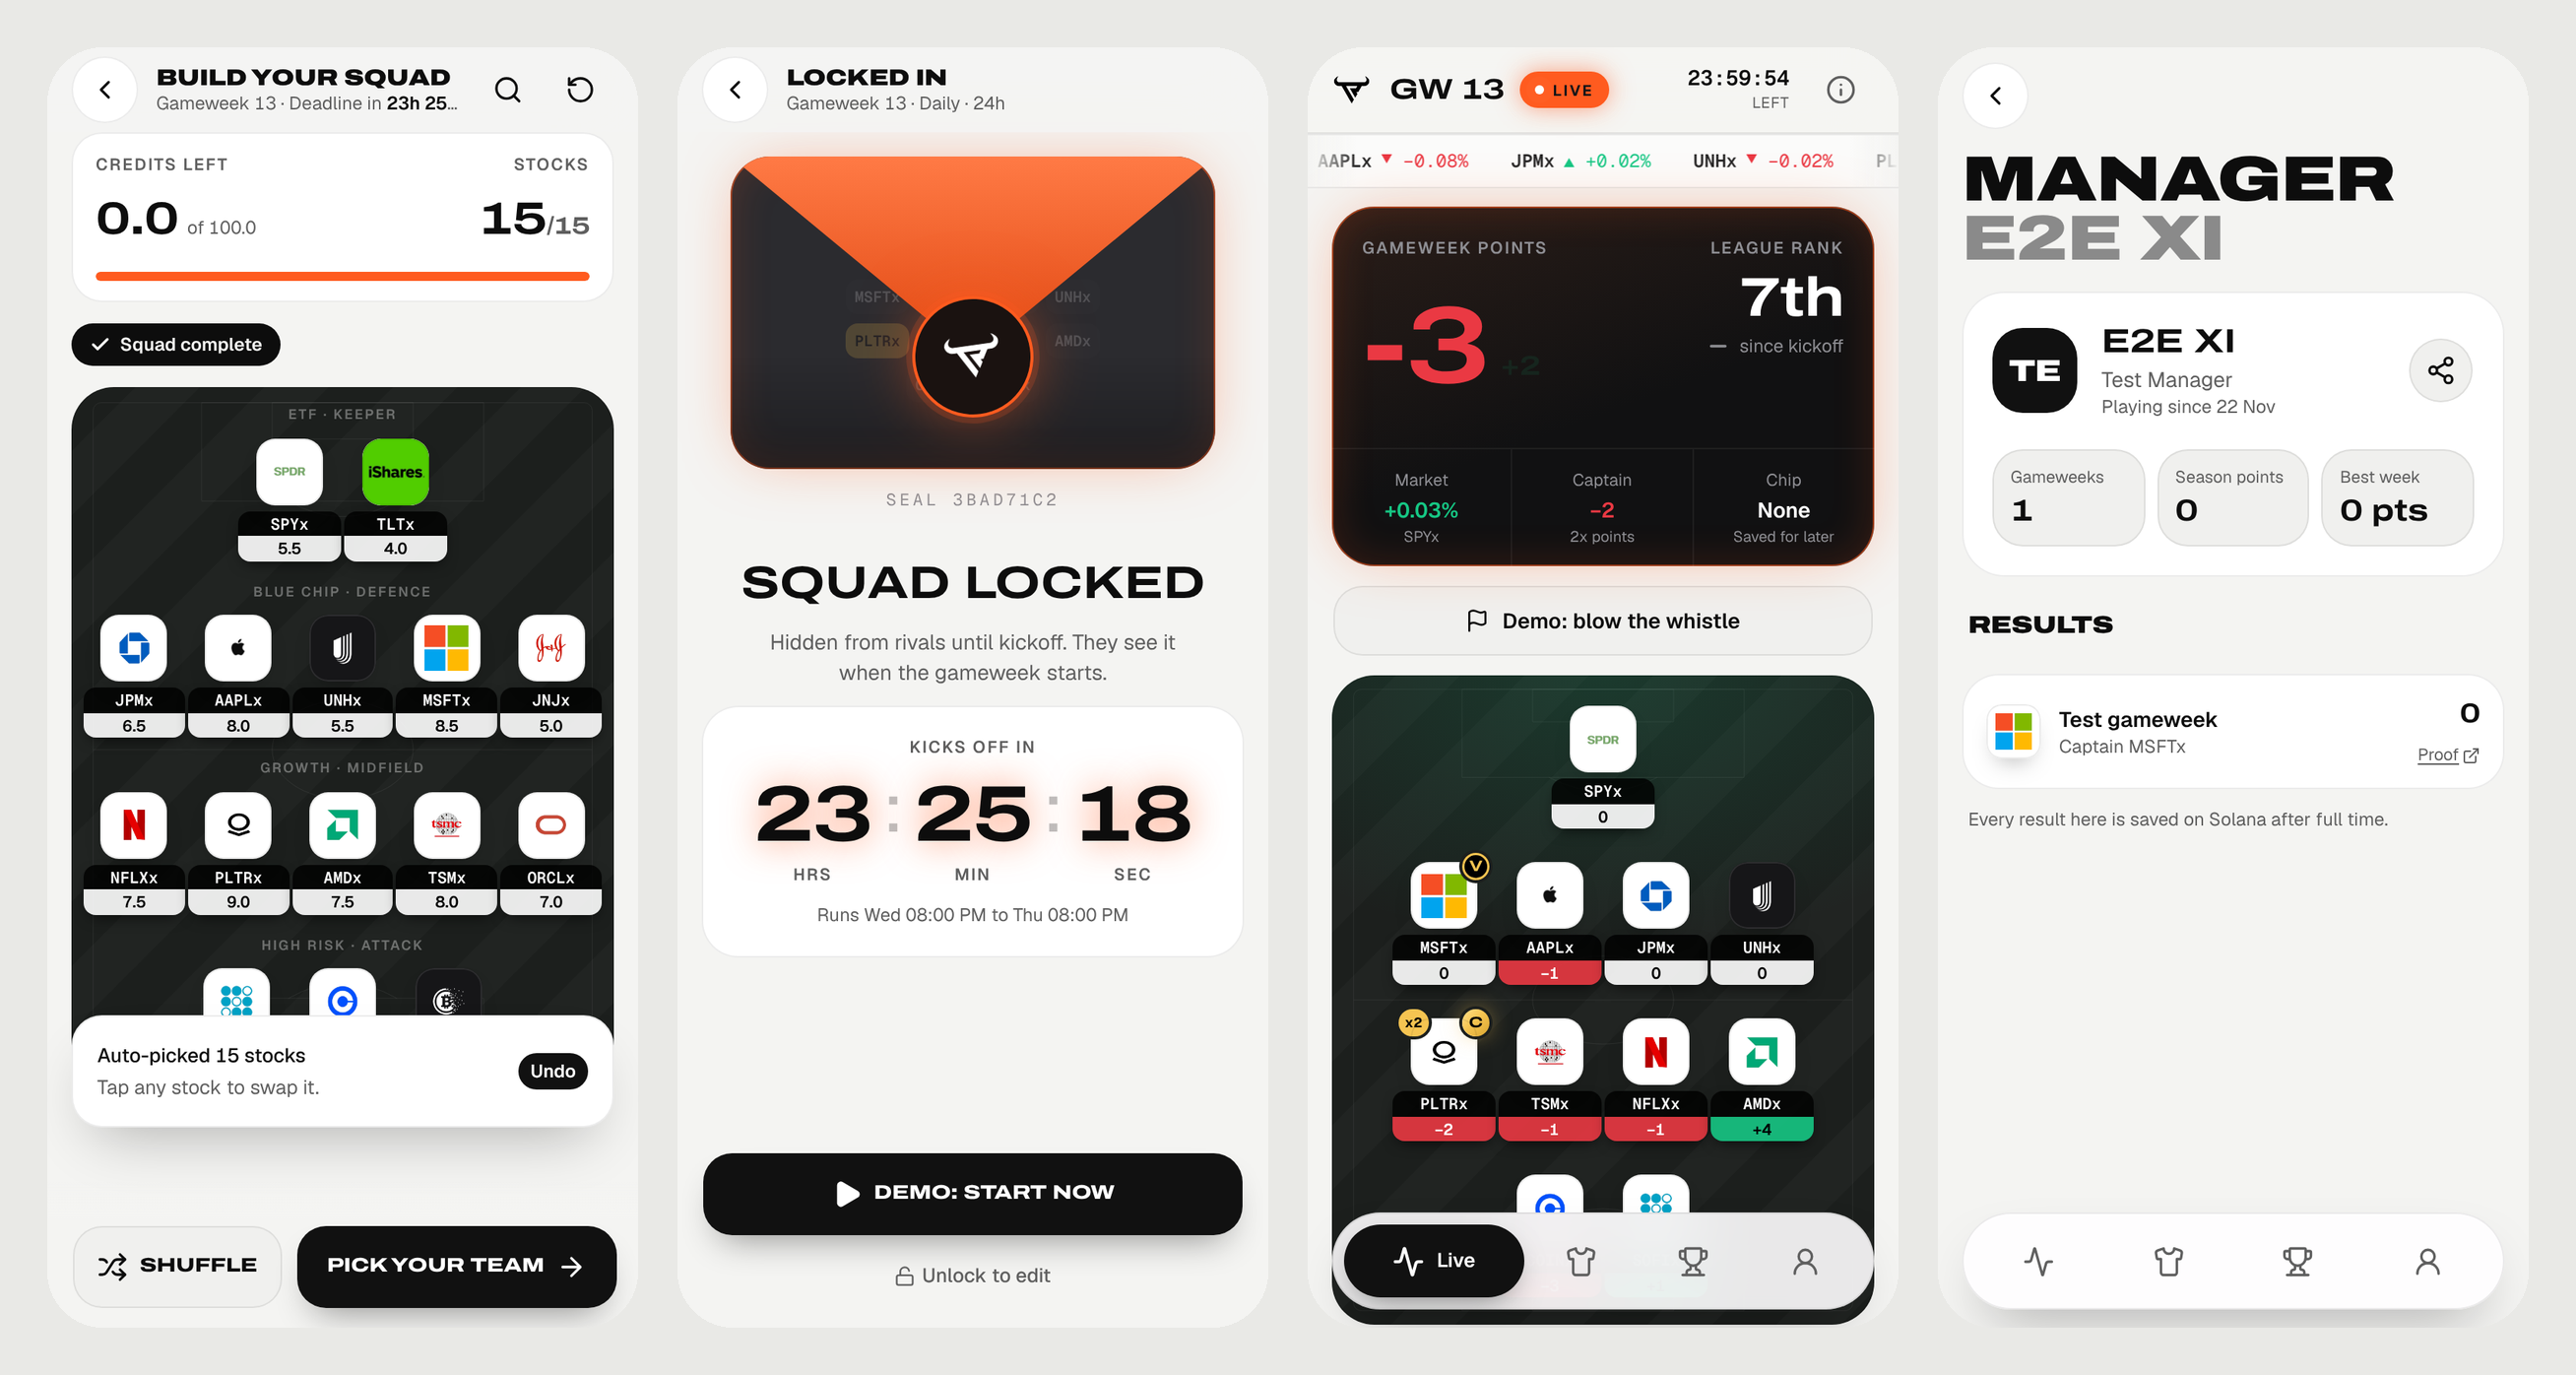 BUILD YOUR SQUAD
Gameweek 13 · Deadline in 23h 25…
CREDITS LEFT
STOCKS
0.0 of 100.0
15/15
Squad complete
ETF · KEEPER
SPDR
iShares
SPYx
TLTx
5.5
4.0
BLUE CHIP · DEFENCE
J&J
JPMx
AAPLx
UNHx
MSFTx
JNJx
6.5
8.0
5.5
8.5
5.0
GROWTH · MIDFIELD
N
tsmc
NFLXx
PLTRx
AMDx
TSMx
ORCLx
7.5
9.0
7.5
8.0
7.0
HIGH RISK · ATTACK
Auto-picked 15 stocks
Tap any stock to swap it.
Undo
SHUFFLE
PICK YOUR TEAM
LOCKED IN
Gameweek 13 · Daily · 24h
MSFTx
UNHx
PLTRx
AMDx
SEAL 3BAD71C2
SQUAD LOCKED
Hidden from rivals until kickoff. They see it
when the gameweek starts.
KICKS OFF IN
23 : 25 : 18
HRS
MIN
SEC
Runs Wed 08:00 PM to Thu 08:00 PM
DEMO: START NOW
Unlock to edit
GW 13
LIVE
23:59:54
LEFT
AAPLx ▼ -0.08%
JPMx ▲ +0.02%
UNHx ▼ -0.02%
PL
GAMEWEEK POINTS
LEAGUE RANK
-3
+2
7th
— since kickoff
Market
Captain
Chip
+0.03%
−2
None
SPYx
2x points
Saved for later
Demo: blow the whistle
SPDR
SPYx
0
V
MSFTx
AAPLx
JPMx
UNHx
0
−1
0
0
x2
C
tsmc
N
PLTRx
TSMx
NFLXx
AMDx
−2
−1
−1
+4
Live
MANAGER
E2E XI
TE
E2E XI
Test Manager
Playing since 22 Nov
Gameweeks
Season points
Best week
1
0
0 pts
RESULTS
Test gameweek
Captain MSFTx
0
Proof
Every result here is saved on Solana after full time.